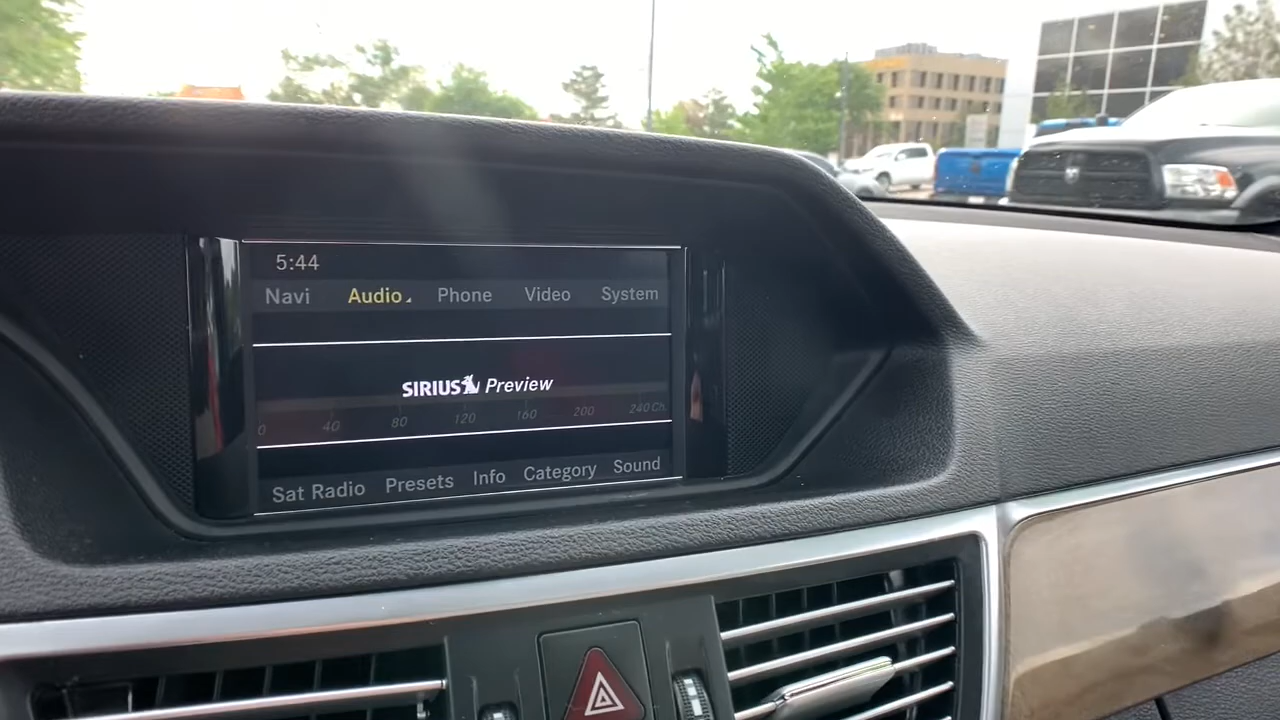 5:44
Navi Audio Phone Video System
SIRIUS Preview
0 40 80 120 160 200 240 Ch.
Sat Radio Presets Info Category Sound